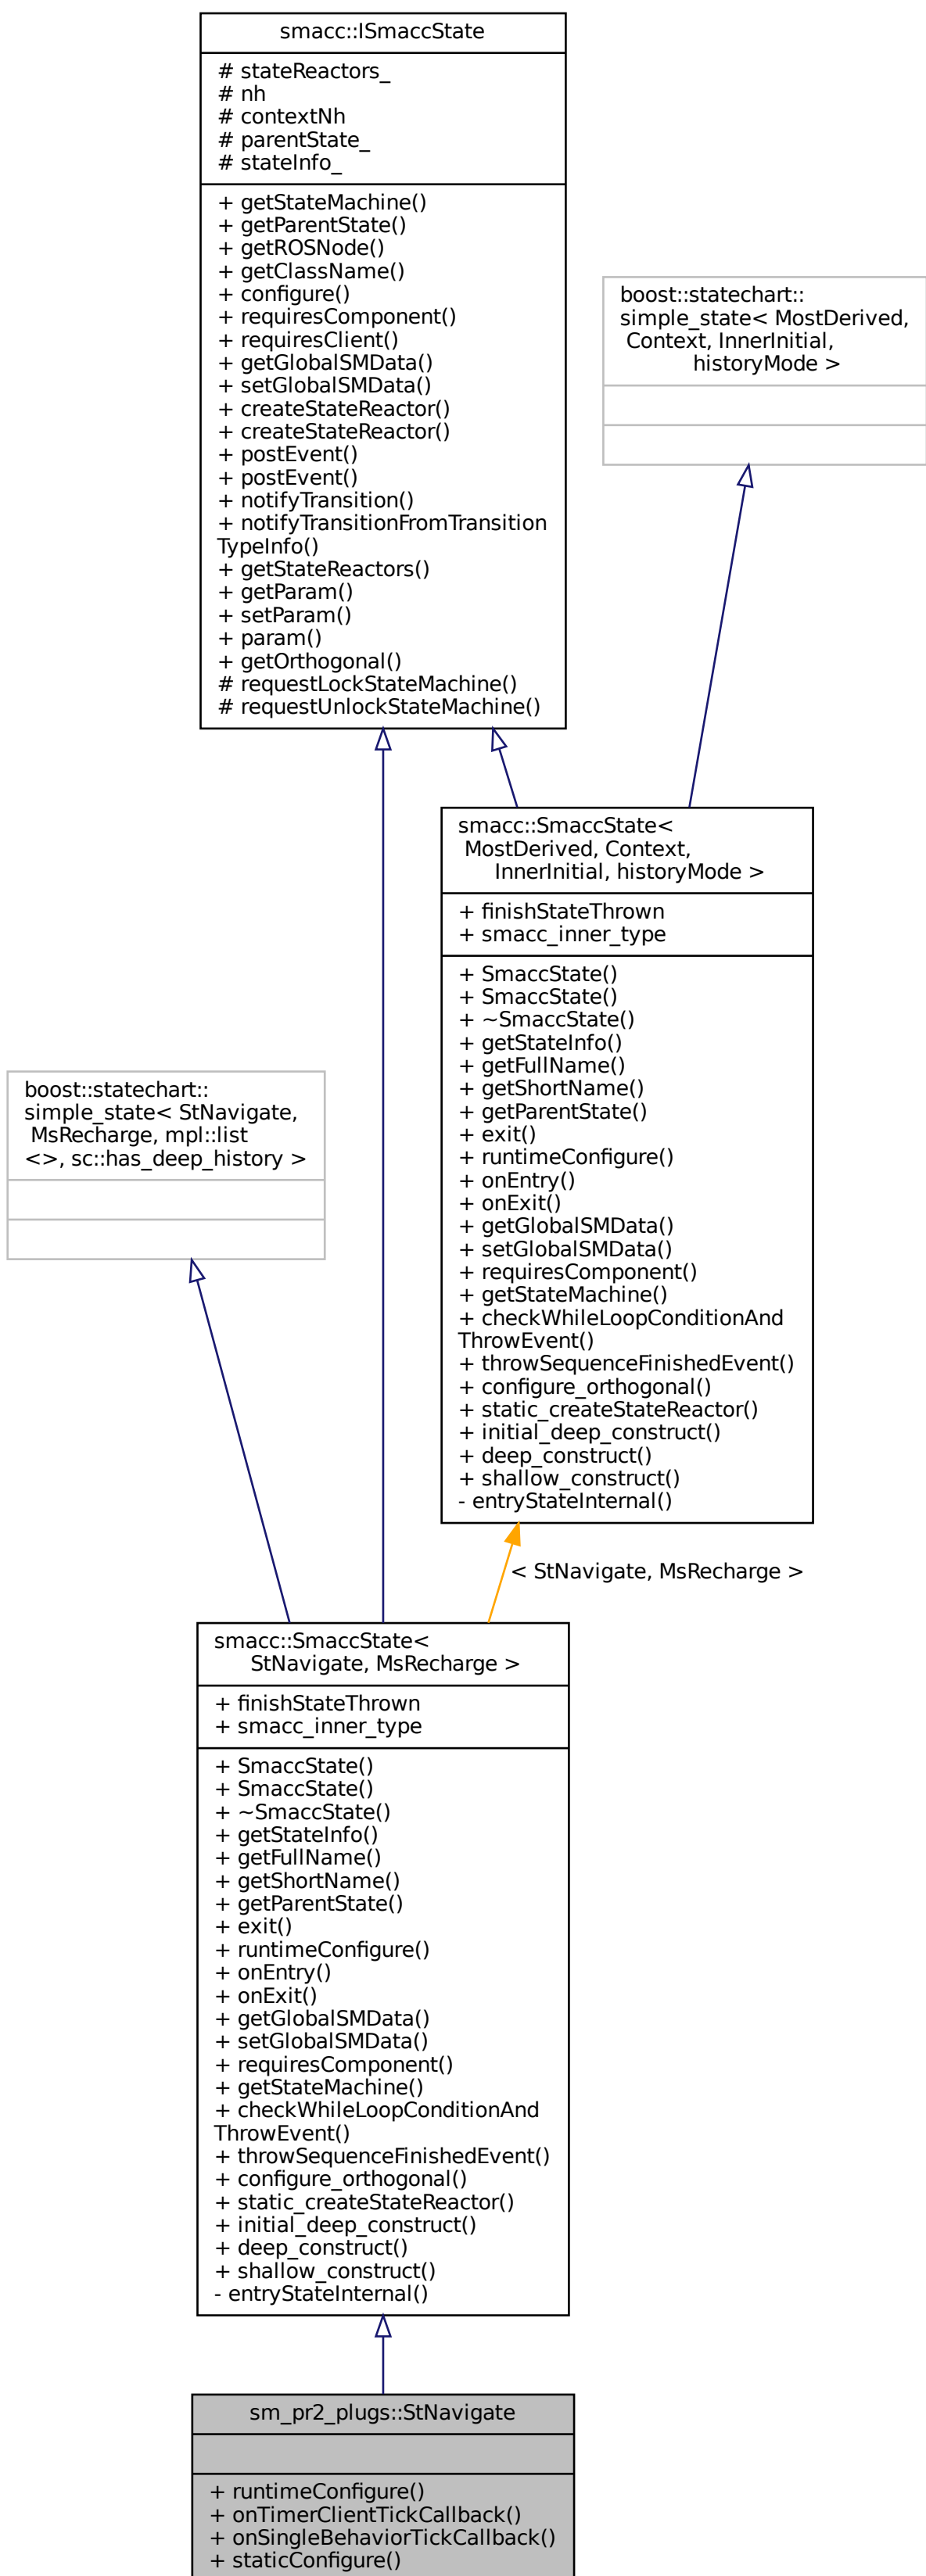 smacc::ISmaccState
# stateReactors_
# nh
# contextNh
# parentState_
# stateInfo_
+ getStateMachine()
+ getParentState()
+ getROSNode()
+ getClassName()
+ configure()
+ requiresComponent()
+ requiresClient()
+ getGlobalSMData()
+ setGlobalSMData()
+ createStateReactor()
+ createStateReactor()
+ postEvent()
+ postEvent()
+ notifyTransition()
+ notifyTransitionFromTransition
TypeInfo()
+ getStateReactors()
+ getParam()
+ setParam()
+ param()
+ getOrthogonal()
# requestLockStateMachine()
# requestUnlockStateMachine()
boost::statechart::
simple_state< MostDerived,
Context, InnerInitial,
historyMode >
smacc::SmaccState<
MostDerived, Context,
InnerInitial, historyMode >
+ finishStateThrown
+ smacc_inner_type
+ SmaccState()
+ SmaccState()
+ ~SmaccState()
+ getStateInfo()
+ getFullName()
+ getShortName()
+ getParentState()
+ exit()
+ runtimeConfigure()
+ onEntry()
+ onExit()
+ getGlobalSMData()
+ setGlobalSMData()
+ requiresComponent()
+ getStateMachine()
+ checkWhileLoopConditionAnd
ThrowEvent()
+ throwSequenceFinishedEvent()
+ configure_orthogonal()
+ static_createStateReactor()
+ initial_deep_construct()
+ deep_construct()
+ shallow_construct()
- entryStateInternal()
boost::statechart::
simple_state< StNavigate,
MsRecharge, mpl::list
<>, sc::has_deep_history >
< StNavigate, MsRecharge >
smacc::SmaccState<
StNavigate, MsRecharge >
+ finishStateThrown
+ smacc_inner_type
+ SmaccState()
+ SmaccState()
+ ~SmaccState()
+ getStateInfo()
+ getFullName()
+ getShortName()
+ getParentState()
+ exit()
+ runtimeConfigure()
+ onEntry()
+ onExit()
+ getGlobalSMData()
+ setGlobalSMData()
+ requiresComponent()
+ getStateMachine()
+ checkWhileLoopConditionAnd
ThrowEvent()
+ throwSequenceFinishedEvent()
+ configure_orthogonal()
+ static_createStateReactor()
+ initial_deep_construct()
+ deep_construct()
+ shallow_construct()
- entryStateInternal()
sm_pr2_plugs::StNavigate
+ runtimeConfigure()
+ onTimerClientTickCallback()
+ onSingleBehaviorTickCallback()
+ staticConfigure()